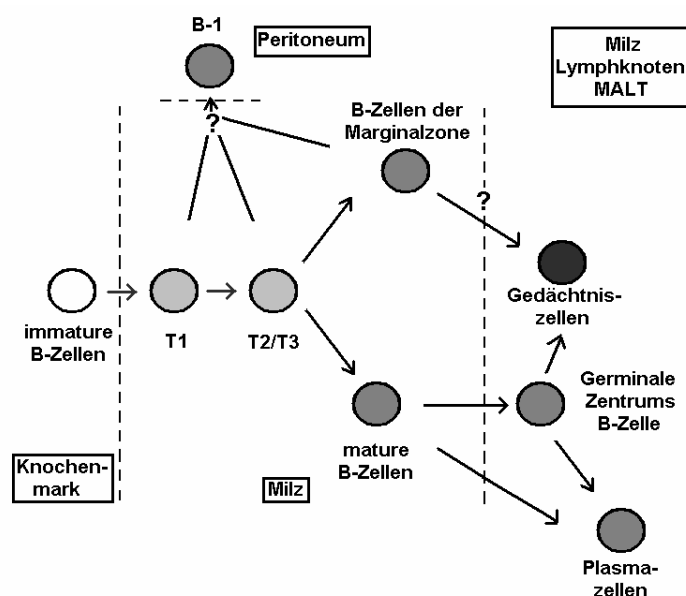 B-1
Peritoneum
Milz
Lymphknoten
MALT
?
B-Zellen der
Marginalzone
?
immature
B-Zellen
T1
T2/T3
Gedächtnis-
zellen
mature
B-Zellen
Germinale
Zentrums
B-Zelle
Knochen-
mark
Milz
Plasma-
zellen